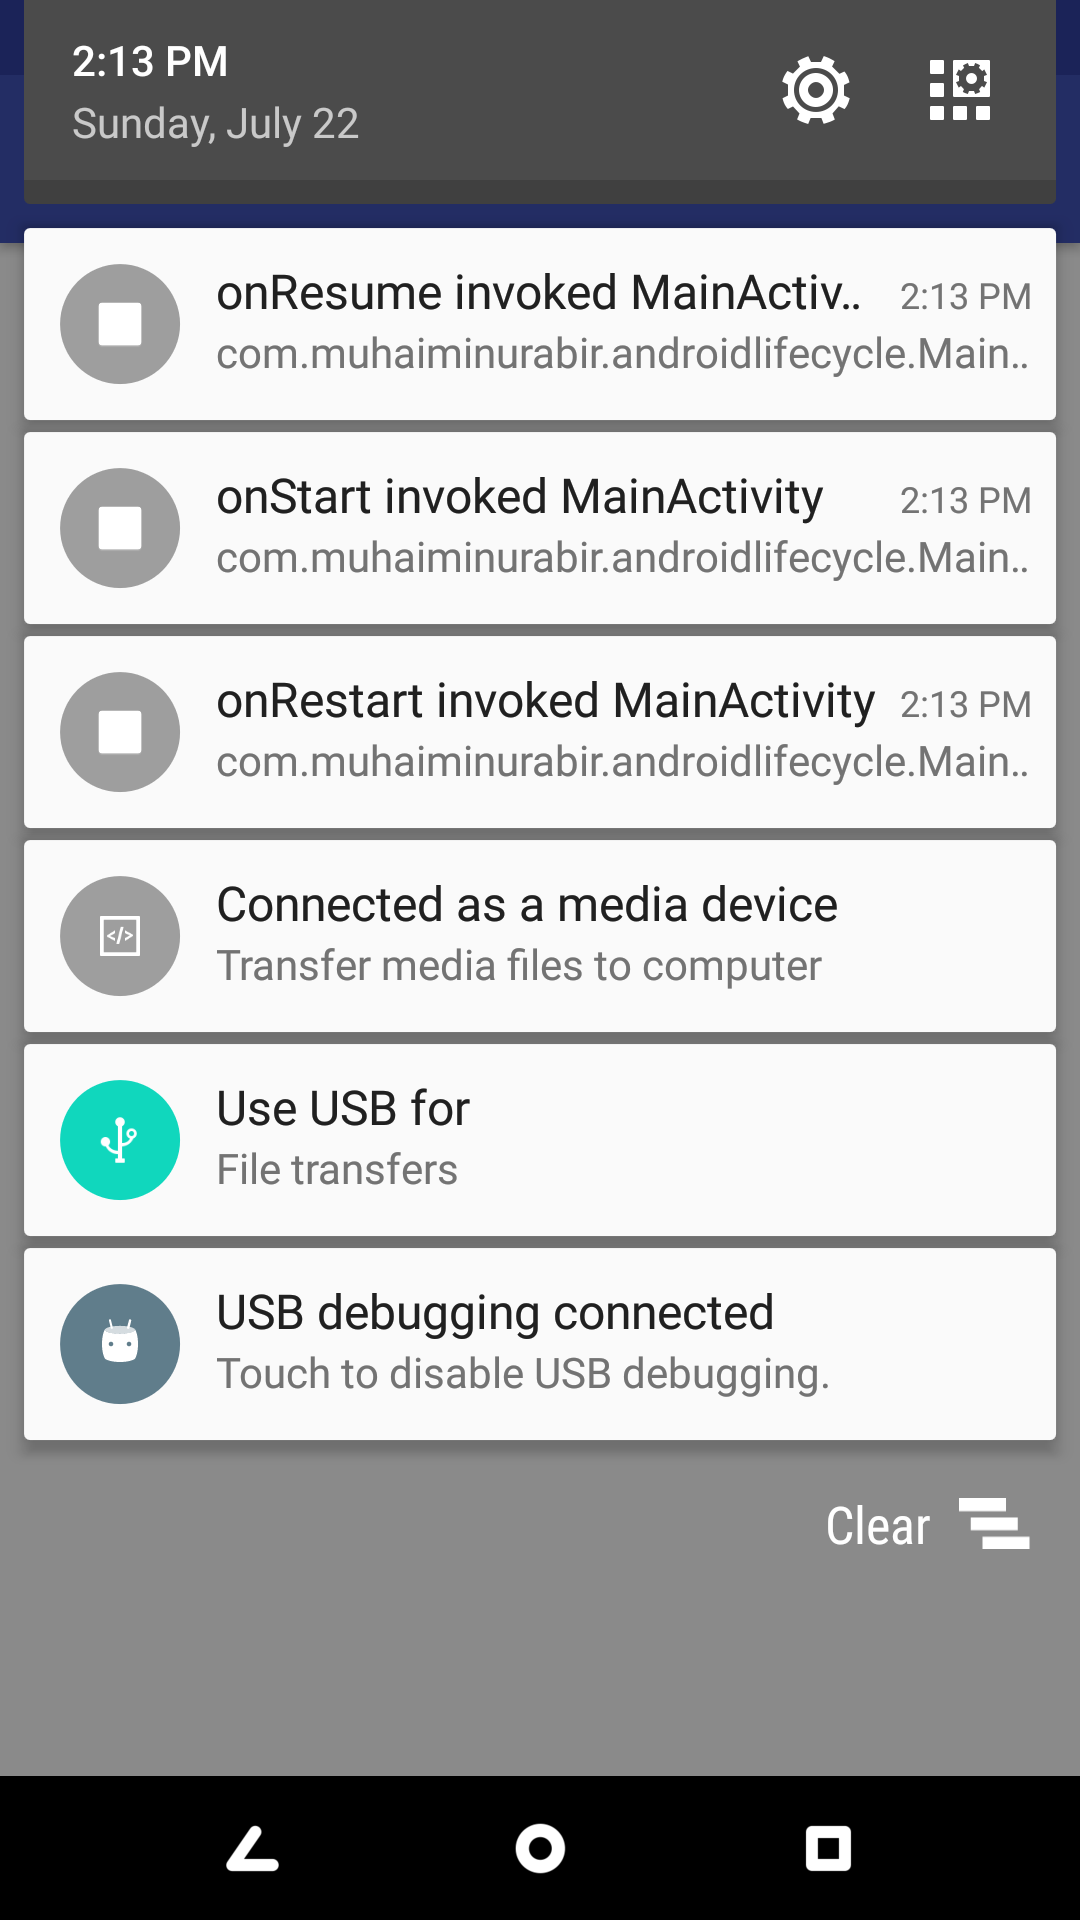 2:13 PM
Sunday, July 22
onResume invoked MainActiv.. 2:13 PM
com.muhaiminurabir.androidlifecycle.Main..
onStart invoked MainActivity 2:13 PM
com.muhaiminurabir.androidlifecycle.Main..
onRestart invoked MainActivity 2:13 PM
com.muhaiminurabir.androidlifecycle.Main..
</>
Connected as a media device
Transfer media files to computer
Use USB for
File transfers
USB debugging connected
Touch to disable USB debugging.
Clear